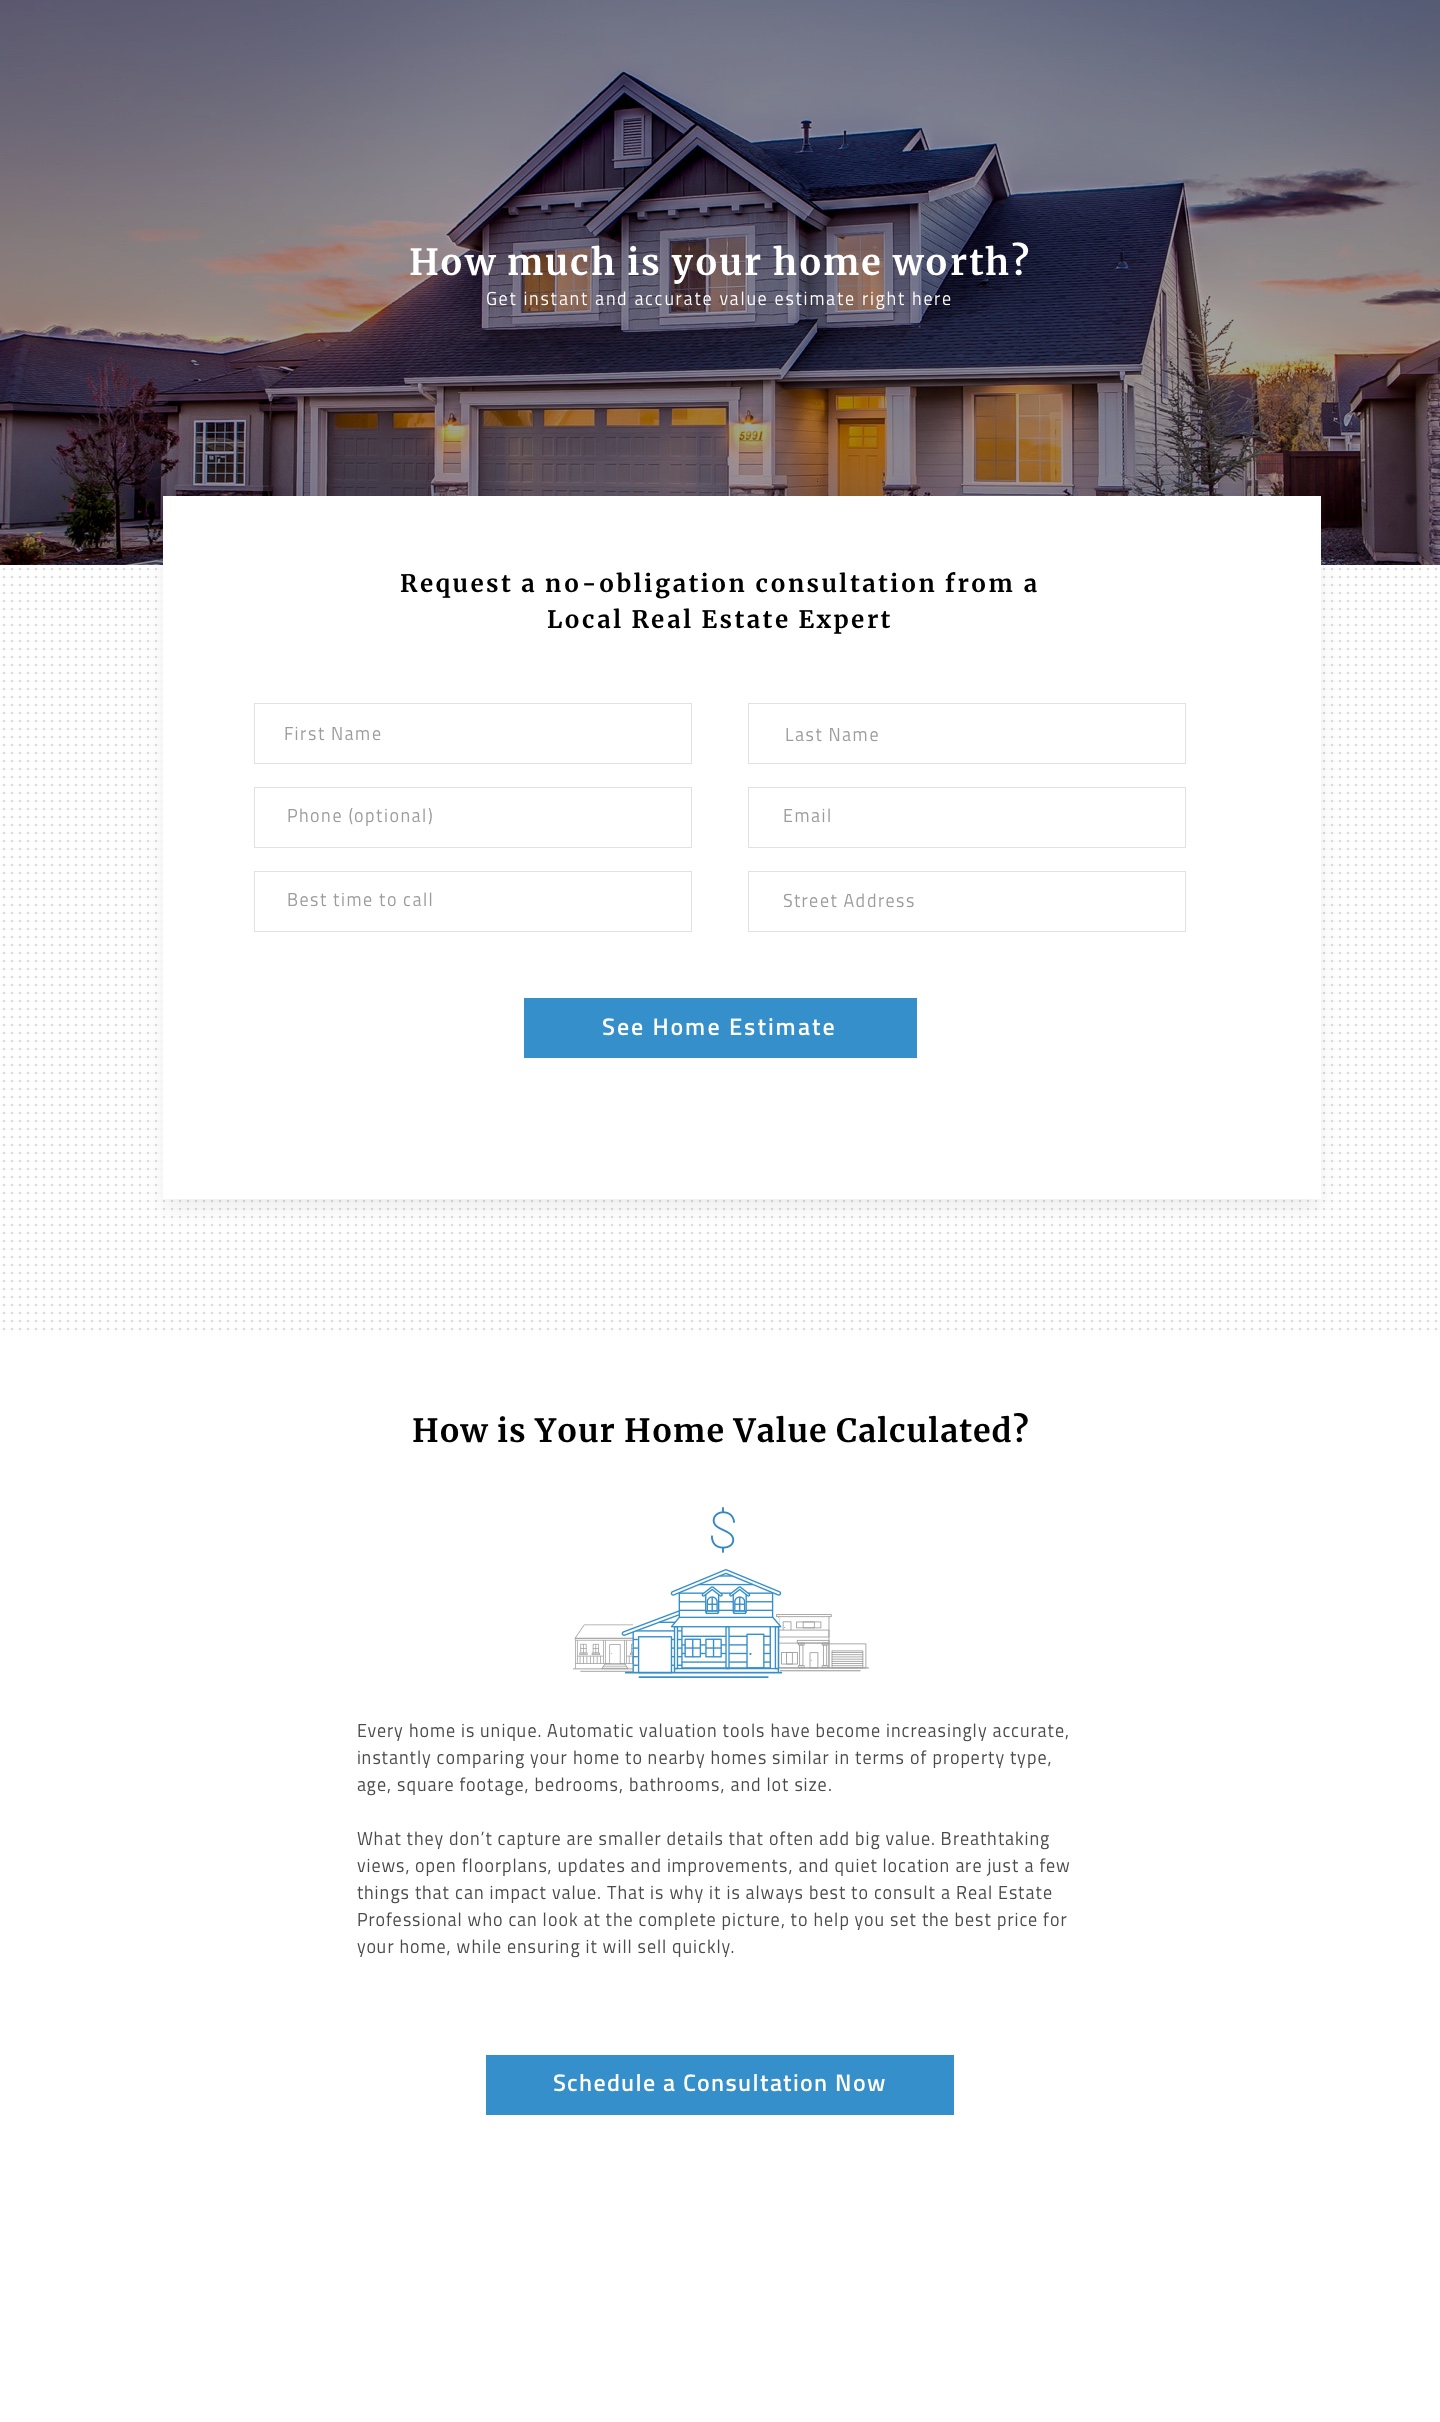 How much is your home worth?
Get instant and accurate value estimate right here
5991
Request a no-obligation consultation from a
Local Real Estate Expert
First Name
Last Name
Phone (optional)
Email
Best time to call
Street Address
See Home Estimate
How is Your Home Value Calculated?
$
Every home is unique. Automatic valuation tools have become increasingly accurate,
instantly comparing your home to nearby homes similar in terms of property type,
age, square footage, bedrooms, bathrooms, and lot size.
What they don’t capture are smaller details that often add big value. Breathtaking
views, open floorplans, updates and improvements, and quiet location are just a few
things that can impact value. That is why it is always best to consult a Real Estate
Professional who can look at the complete picture, to help you set the best price for
your home, while ensuring it will sell quickly.
Schedule a Consultation Now